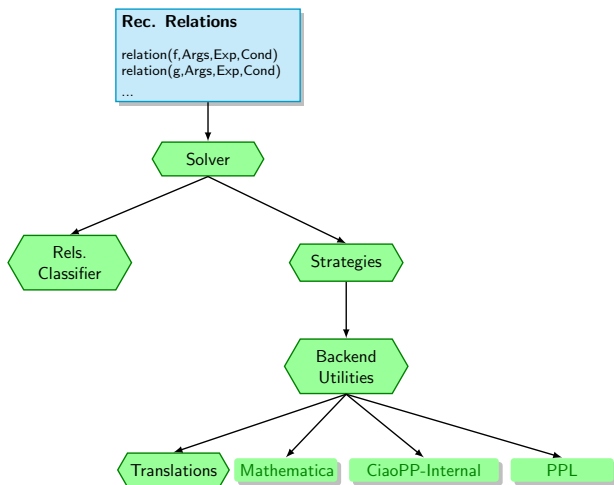 Rec. Relations
relation(f,Args,Exp,Cond)
relation(g,Args,Exp,Cond)
...
Solver
Rels.
Classifier
Strategies
Backend
Utilities
Translations
Mathematica
CiaoPP-Internal
PPL